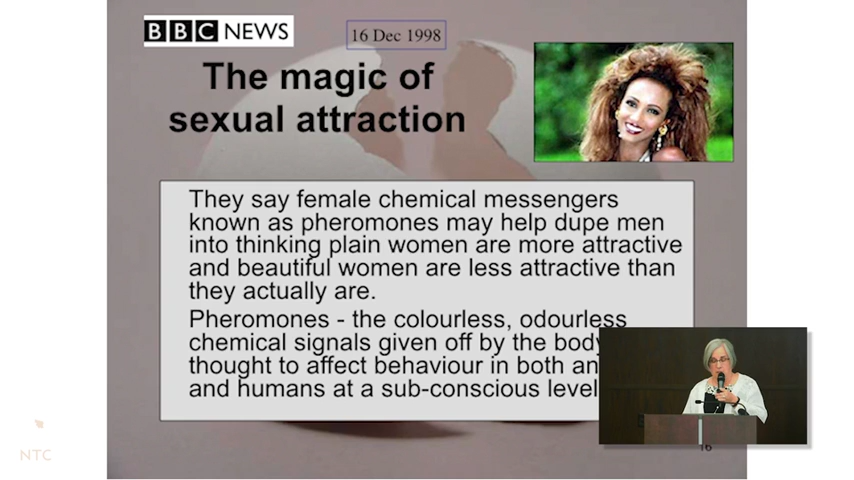 BBC NEWS
16 Dec 1998
The magic of
sexual attraction
They say female chemical messengers
known as pheromones may help dupe men
into thinking plain women are more attractive
and beautiful women are less attractive than
they actually are.
Pheromones - the colourless, odourless
chemical signals given off by the body
thought to affect behaviour in both an
and humans at a sub-conscious level
16
NTC